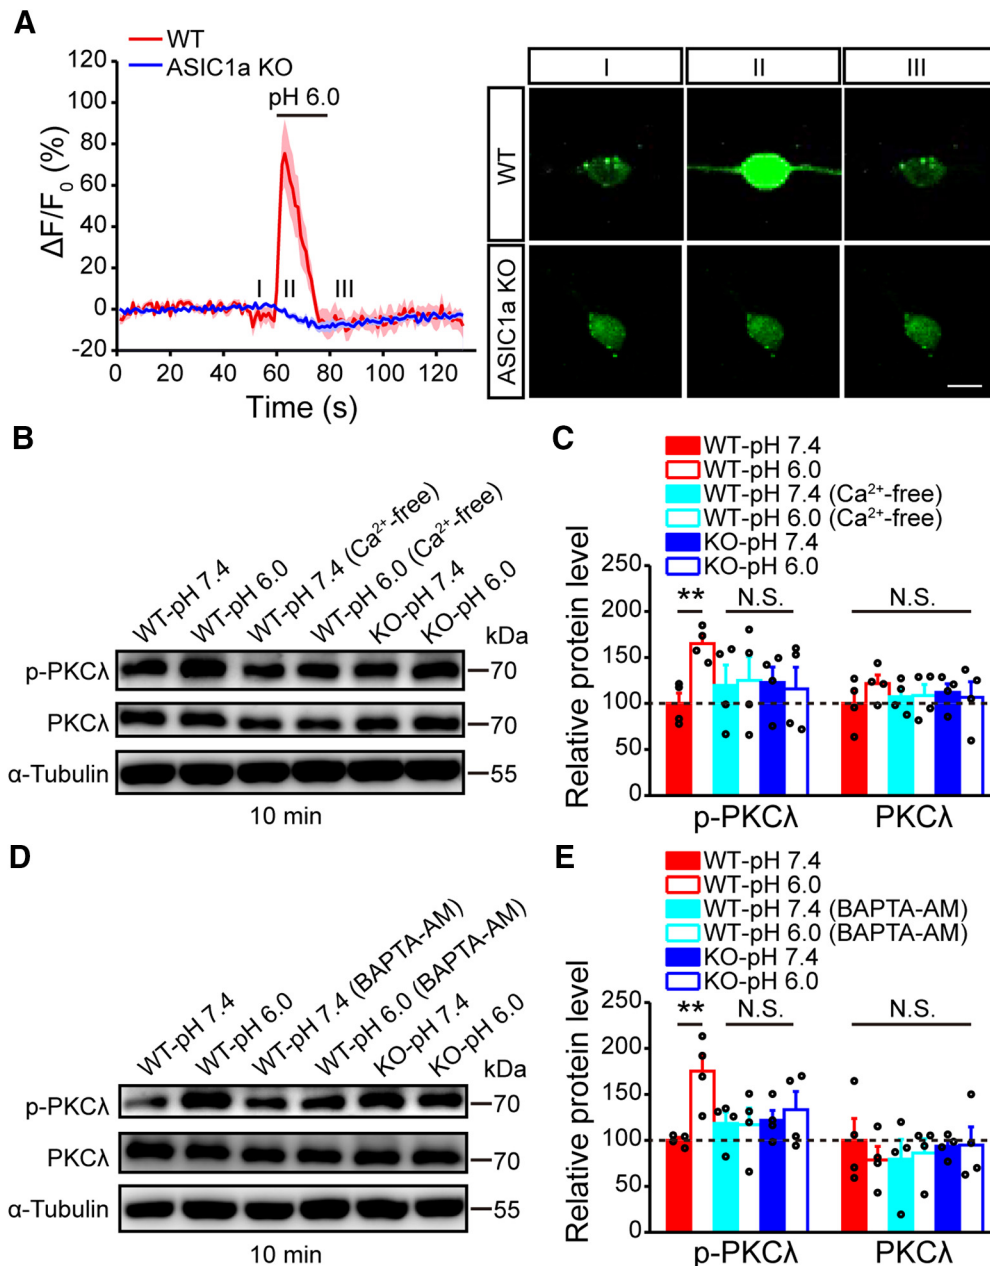 A
WT
ASIC1a KO
pH 6.0
120
100
80
60
40
20
0
-20
ΔF/F0 (%)
I II III
0 20 40 60 80 100 120
Time (s)
I II III
WT
ASIC1a KO
B
WT-pH 7.4
WT-pH 6.0
WT-pH 7.4 (Ca2+-free)
WT-pH 6.0 (Ca2+-free)
KO-pH 7.4
KO-pH 6.0
kDa
p-PKCλ 70
PKCλ 70
α-Tubulin 55
10 min
C
WT-pH 7.4
WT-pH 6.0
WT-pH 7.4 (Ca2+-free)
WT-pH 6.0 (Ca2+-free)
KO-pH 7.4
KO-pH 6.0
Relative protein level
250
200
150
100
50
0
** N.S. N.S.
p-PKCλ PKCλ
D
WT-pH 7.4
WT-pH 6.0
WT-pH 7.4 (BAPTA-AM)
WT-pH 6.0 (BAPTA-AM)
KO-pH 7.4
KO-pH 6.0
kDa
p-PKCλ 70
PKCλ 70
α-Tubulin 55
10 min
E
WT-pH 7.4
WT-pH 6.0
WT-pH 7.4 (BAPTA-AM)
WT-pH 6.0 (BAPTA-AM)
KO-pH 7.4
KO-pH 6.0
Relative protein level
250
200
150
100
50
0
** N.S. N.S.
p-PKCλ PKCλ